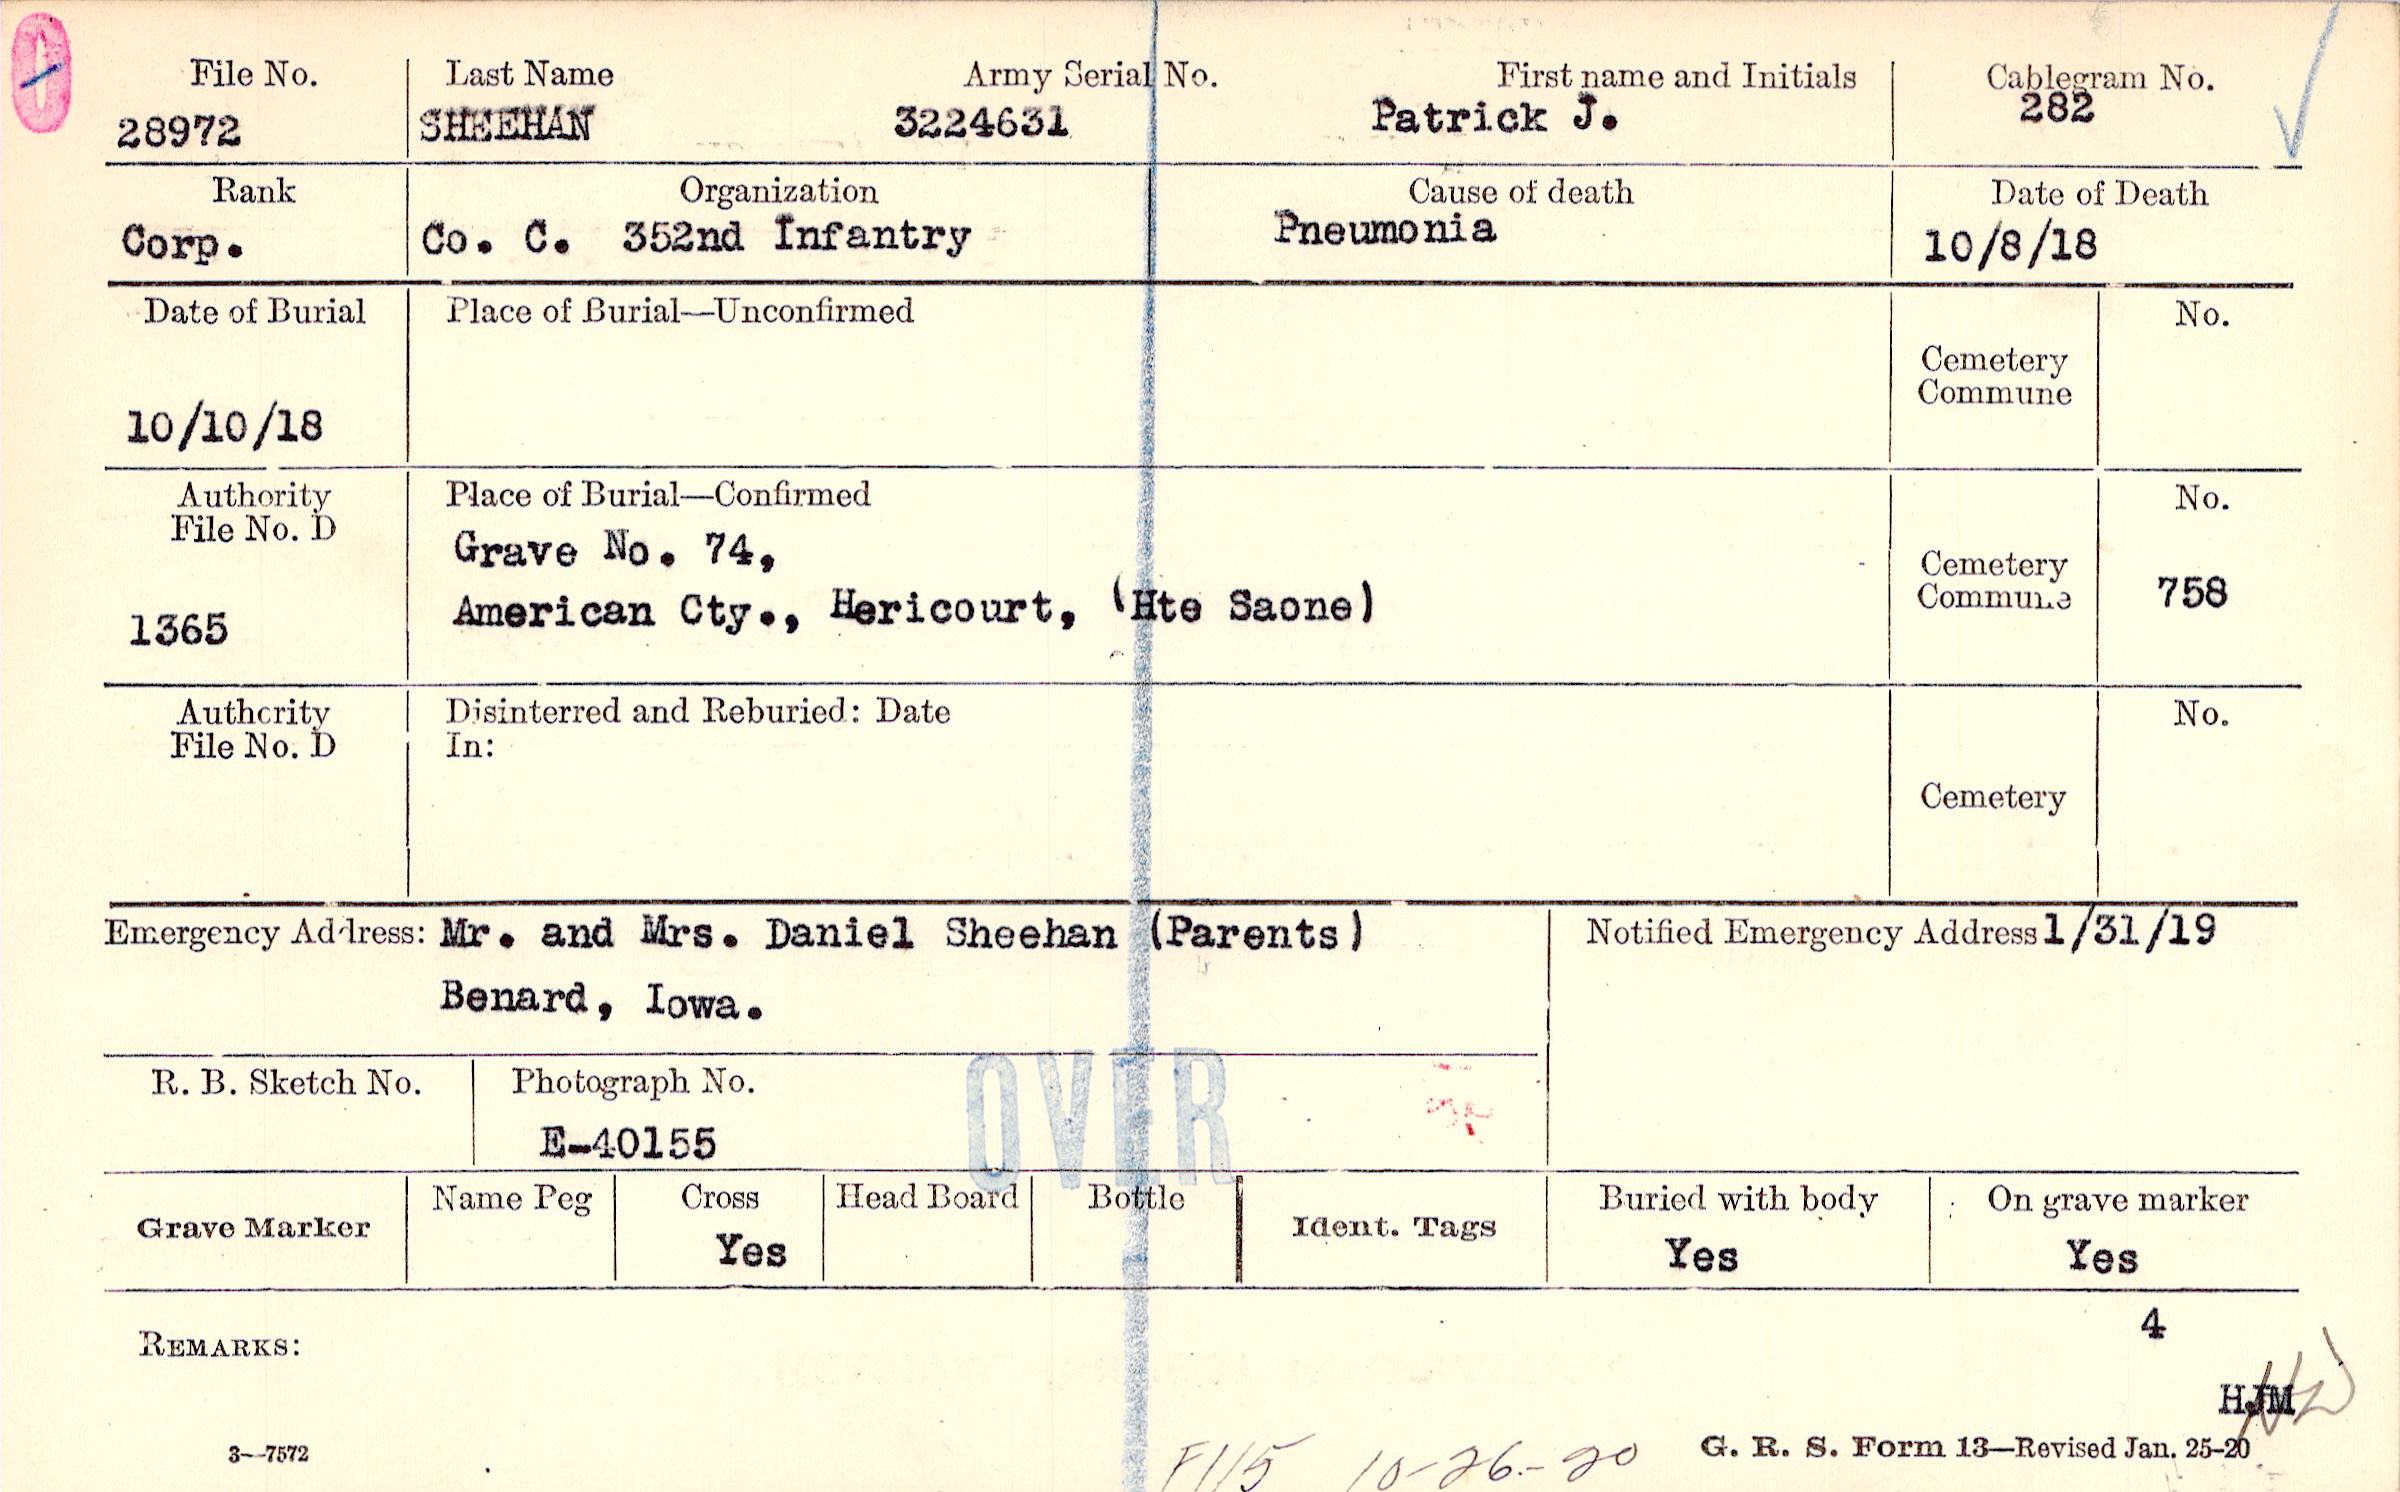 File No. Last Name Army Serial No. First name and Initials Cablegram No.
28972 SHEEHAN 3224631 Patrick J. 282
Rank Organization Cause of death Date of Death
Corp. Co. C. 352nd Infantry Pneumonia 10/8/18
Date of Burial Place of Burial—Unconfirmed No.
Cemetery
Commune
10/10/18
Authority Place of Burial—Confirmed No.
File No. D
Grave No. 74,
Cemetery
Commune 758
1365 American Cty., Hericourt, (Hte Saone)
Authority Disinterred and Reburied: Date No.
File No. D In:
Cemetery
Emergency Address: Mr. and Mrs. Daniel Sheehan (Parents) Notified Emergency Address 1/31/19
Benard, Iowa.
R. B. Sketch No. Photograph No.
E-40155
OVER
Grave Marker Name Peg Cross Head Board Bottle Ident. Tags Buried with body On grave marker
Yes Yes Yes
4
REMARKS:
HJM
3—7572 F115 10-26-20 G. R. S. Form 13—Revised Jan. 25-20